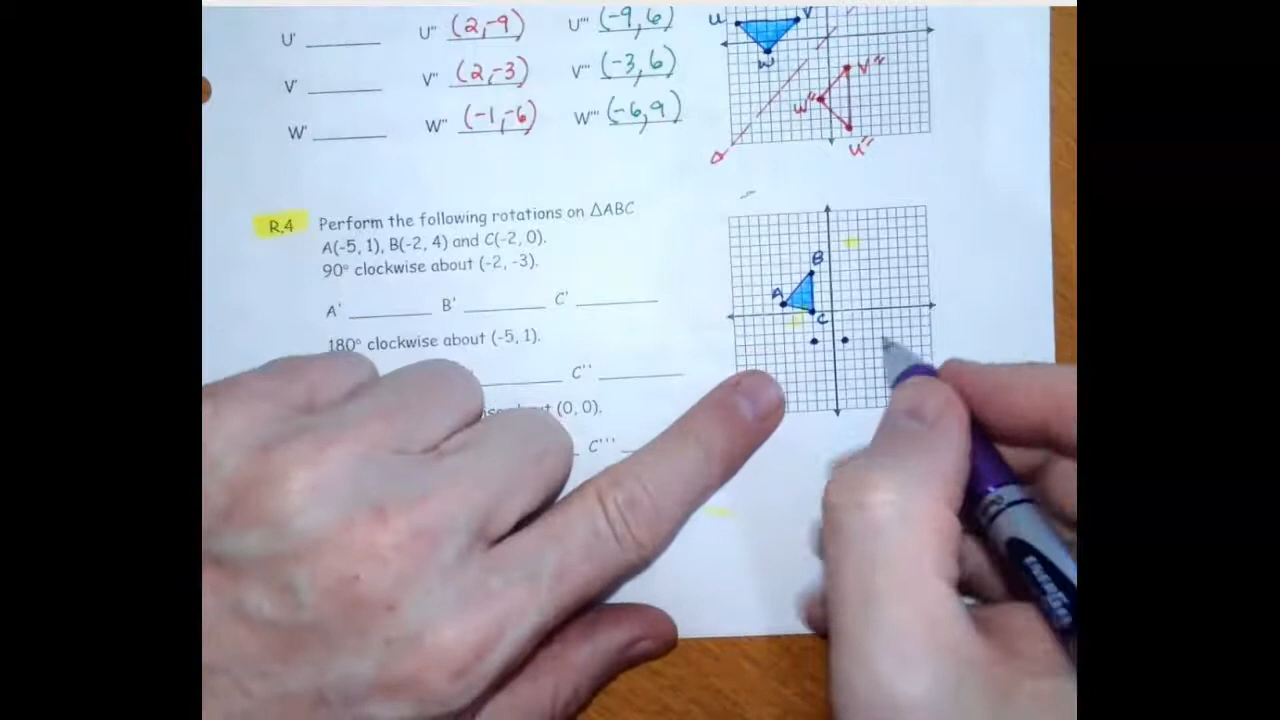 U' ______ U'' (2,-9) U''' (-9,6)
V' ______ V'' (2,-3) V''' (-3,6)
W' ______ W'' (-1,-6) W''' (-6,9)
U V
W
V''
W''
U''
R.4 Perform the following rotations on ΔABC
A(-5, 1), B(-2, 4) and C(-2, 0).
90° clockwise about (-2, -3).
A' ______ B' ______ C' ______
180° clockwise about (-5, 1).
C'' ______
about (0, 0).
C''' __
B
A
C